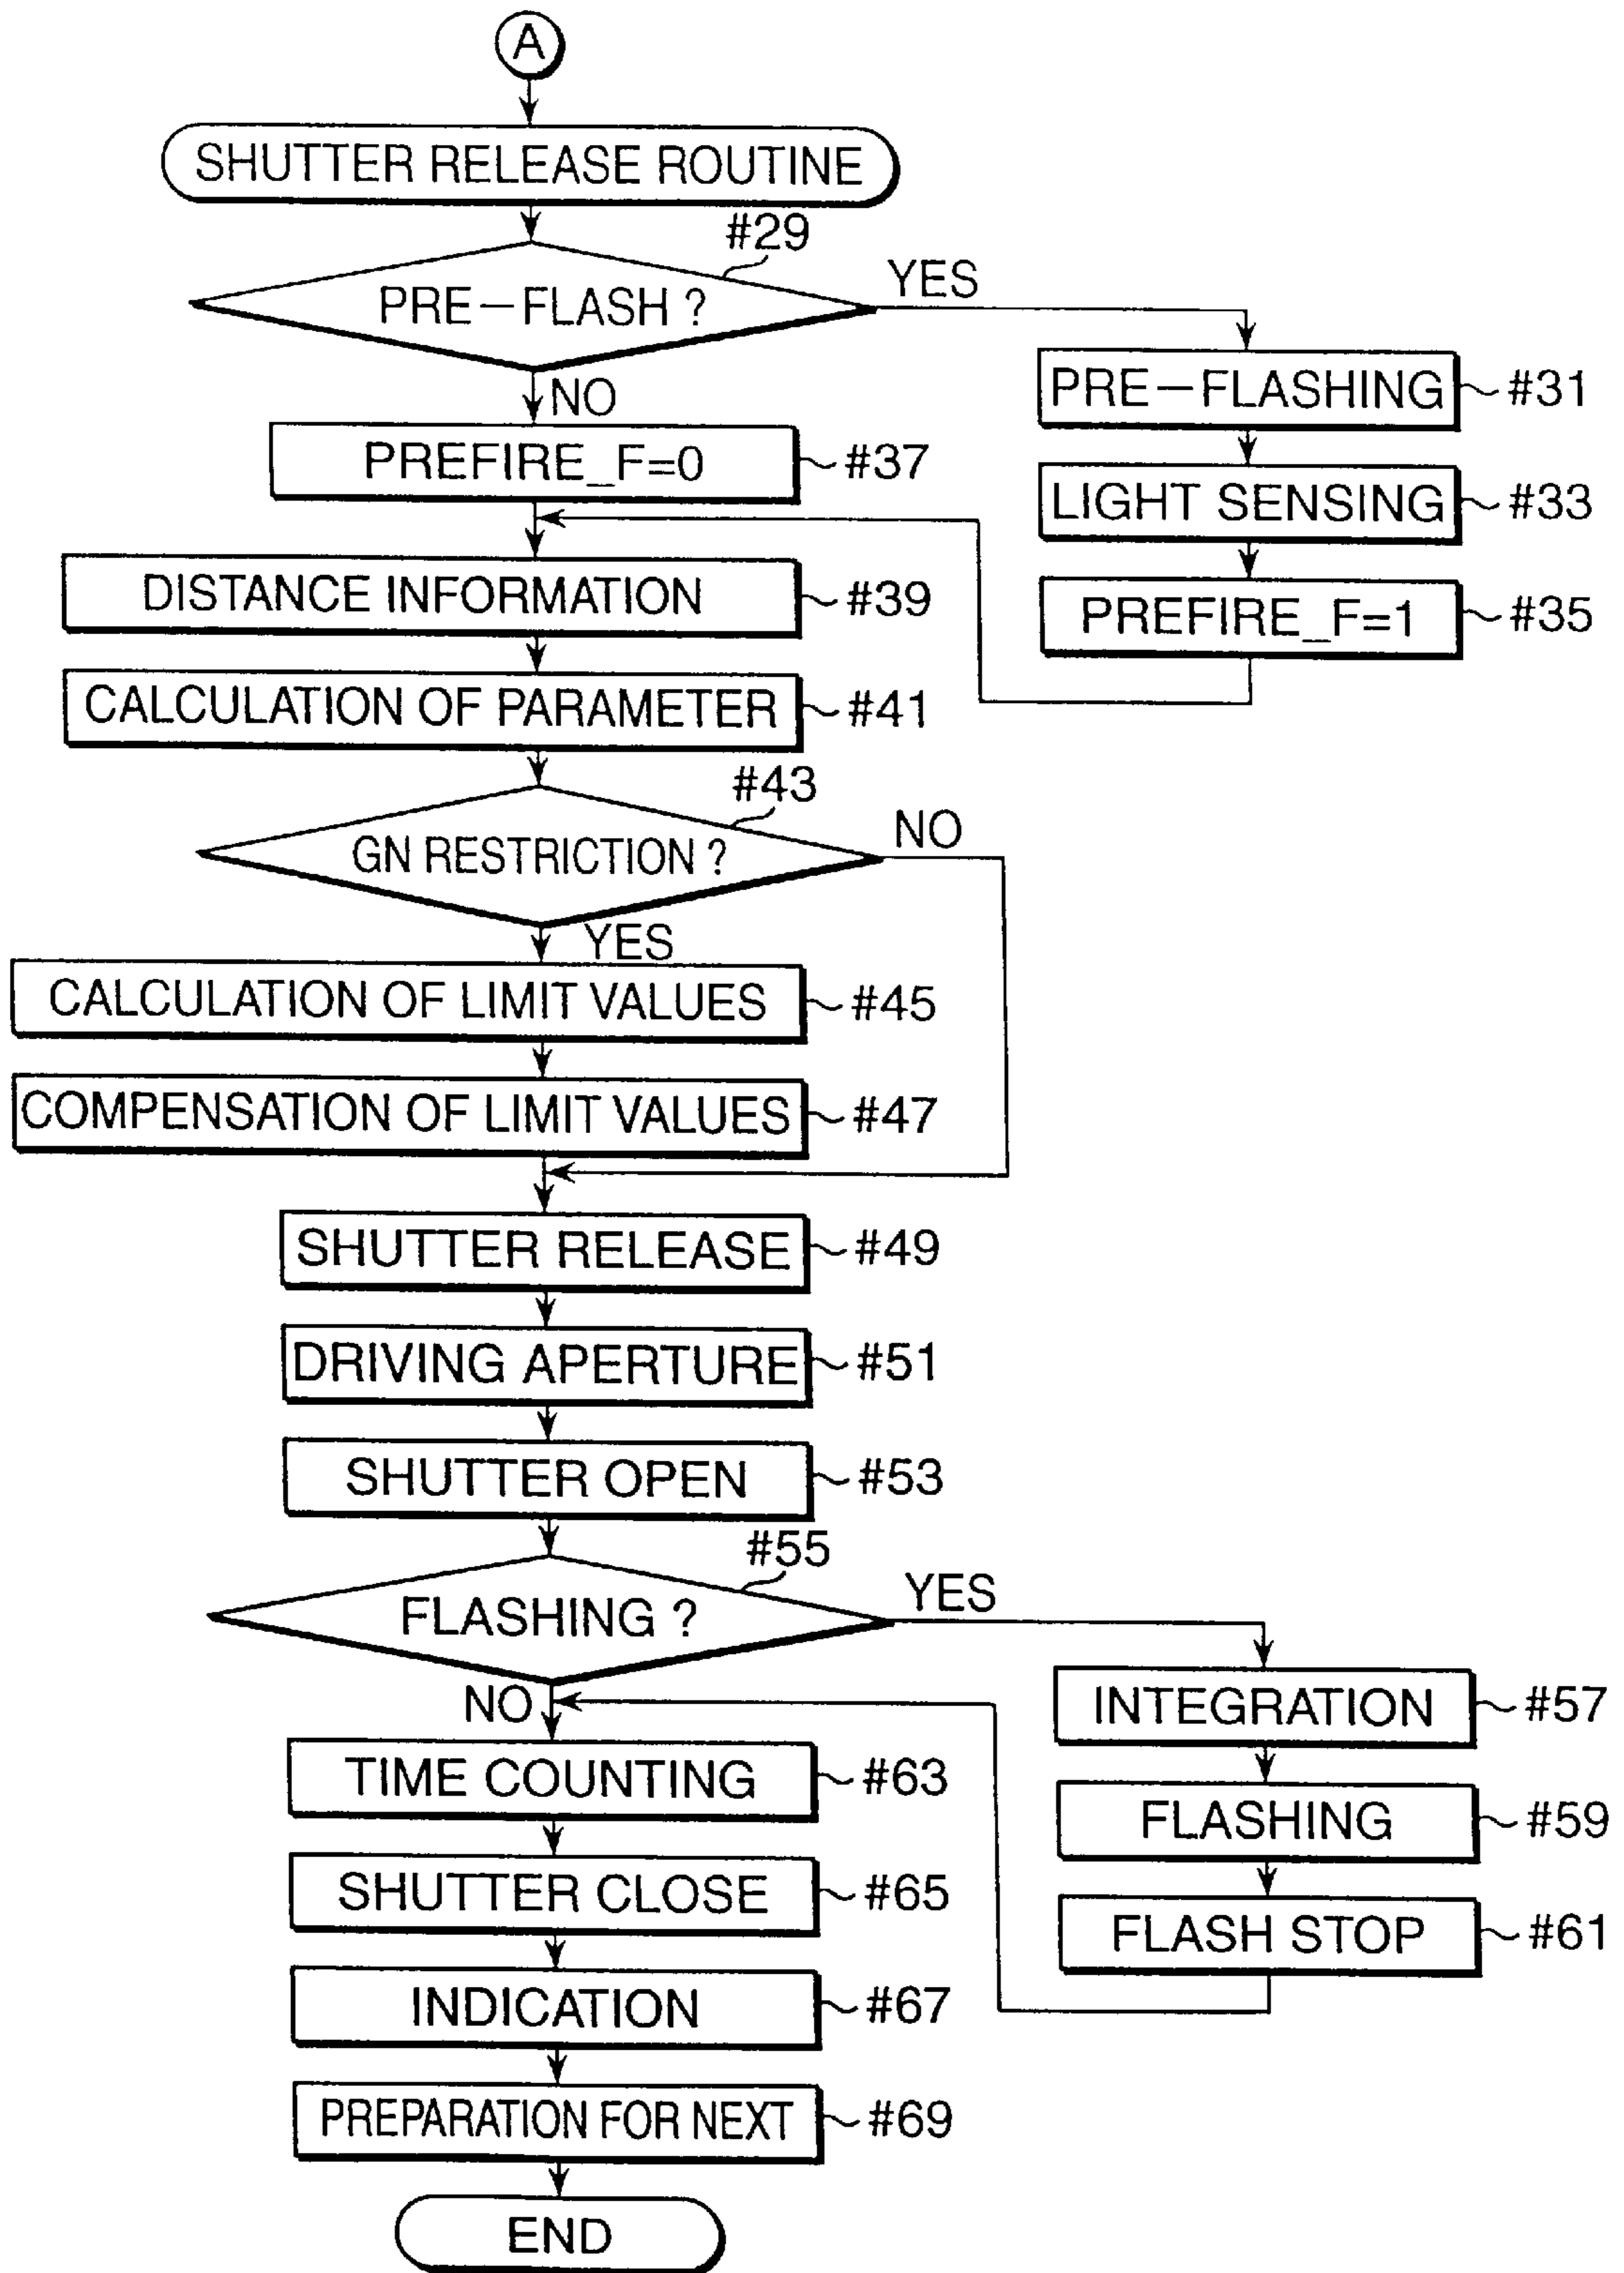 A
SHUTTER RELEASE ROUTINE
#29
PRE—FLASH ?
YES
NO
PRE—FLASHING
#31
LIGHT SENSING
#33
PREFIRE_F=1
#35
PREFIRE_F=0
#37
DISTANCE INFORMATION
#39
CALCULATION OF PARAMETER
#41
#43
GN RESTRICTION ?
NO
YES
CALCULATION OF LIMIT VALUES
#45
COMPENSATION OF LIMIT VALUES
#47
SHUTTER RELEASE
#49
DRIVING APERTURE
#51
SHUTTER OPEN
#53
#55
FLASHING ?
YES
NO
INTEGRATION
#57
FLASHING
#59
FLASH STOP
#61
TIME COUNTING
#63
SHUTTER CLOSE
#65
INDICATION
#67
PREPARATION FOR NEXT
#69
END